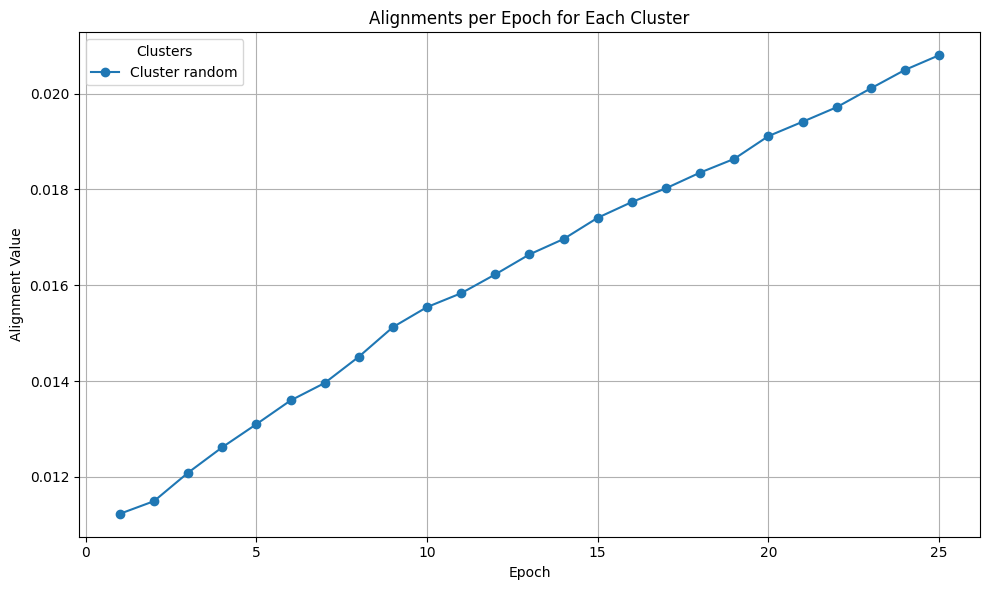 Alignments per Epoch for Each Cluster
Clusters
Cluster random
0.020
0.018
0.016
0.014
0.012
Alignment Value
0 5 10 15 20 25
Epoch